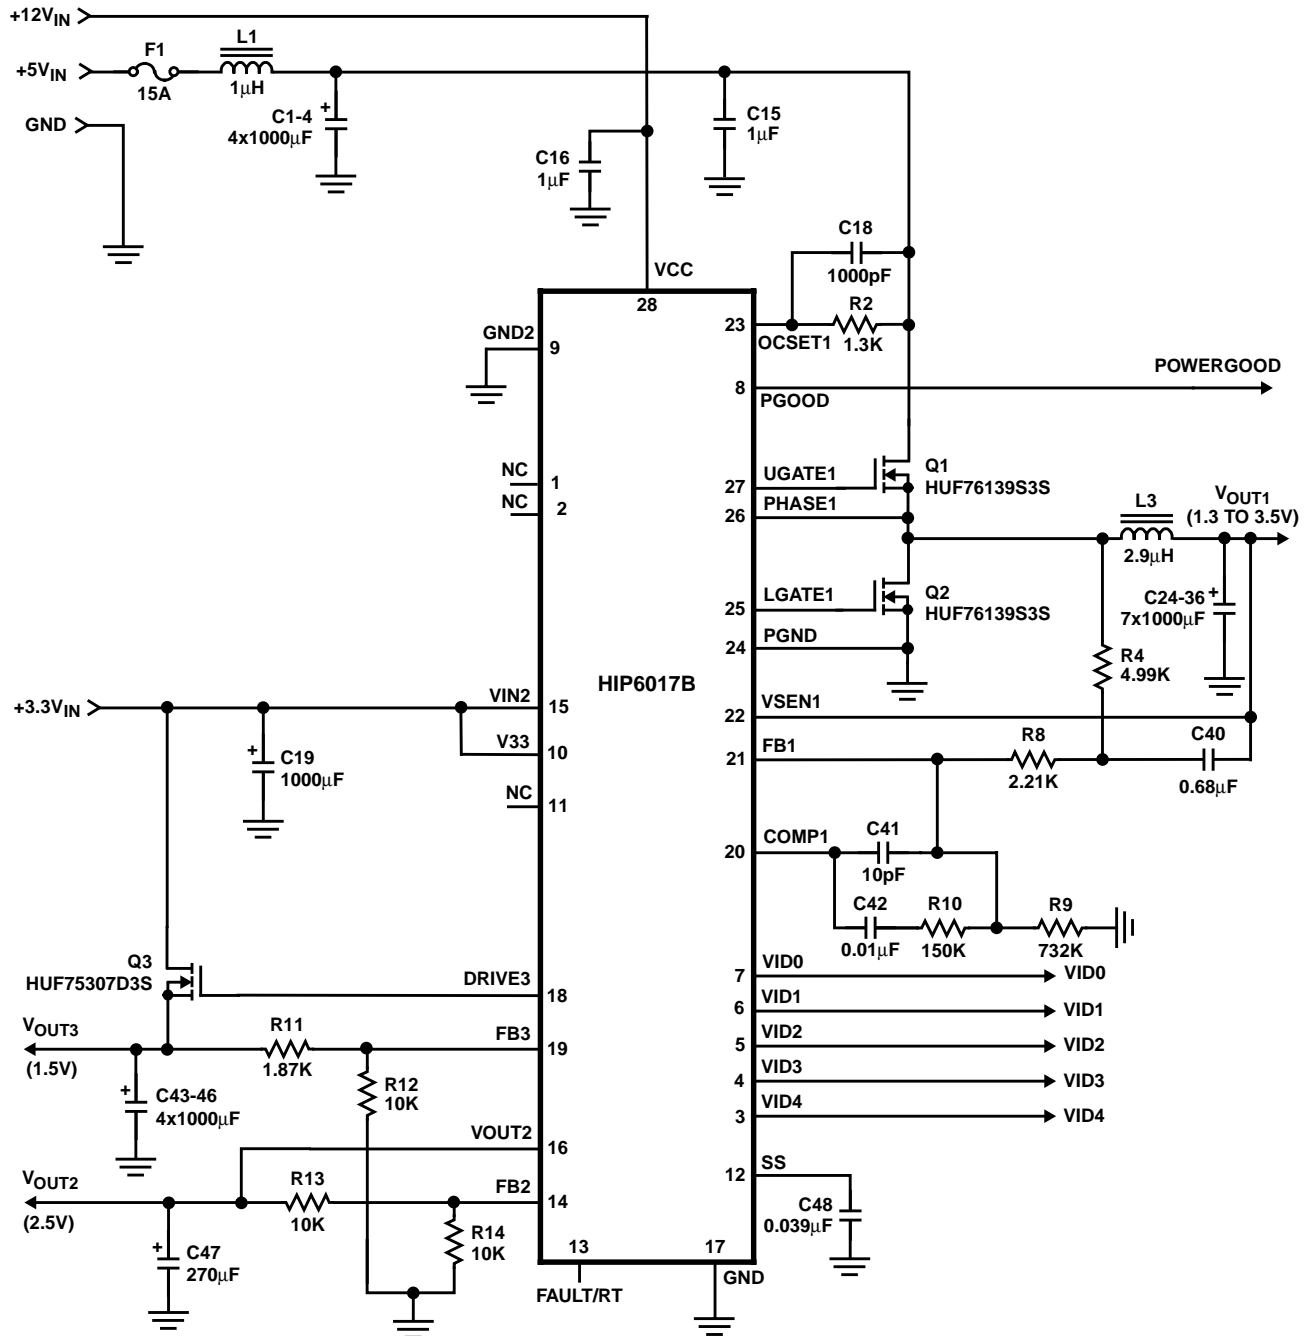 +12VIN
F1
L1
+5VIN
15A
1μH
C1-4
+
4x1000μF
C15
1μF
GND
C16
1μF
C18
1000pF
VCC
28
R2
1.3K
23
OCSET1
GND2
9
POWERGOOD
8
PGOOD
NC
1
NC
2
27
UGATE1
Q1
HUF76139S3S
26
PHASE1
L3
2.9μH
VOUT1
(1.3 TO 3.5V)
25
LGATE1
Q2
HUF76139S3S
C24-36
+
7x1000μF
24
PGND
R4
4.99K
HIP6017B
+3.3VIN
VIN2
15
22
VSEN1
V33
10
21
FB1
R8
2.21K
C40
0.68μF
+
C19
1000μF
NC
11
20
COMP1
C41
10pF
C42
0.01μF
R10
150K
R9
732K
Q3
HUF75307D3S
DRIVE3
18
7
VID0
VID0
6
VID1
VID1
5
VID2
VID2
4
VID3
VID3
3
VID4
VID4
VOUT3
(1.5V)
R11
1.87K
FB3
19
R12
10K
+
C43-46
4x1000μF
VOUT2
16
12
SS
VOUT2
(2.5V)
R13
10K
FB2
14
C48
0.039μF
+
C47
270μF
R14
10K
13
FAULT/RT
17
GND